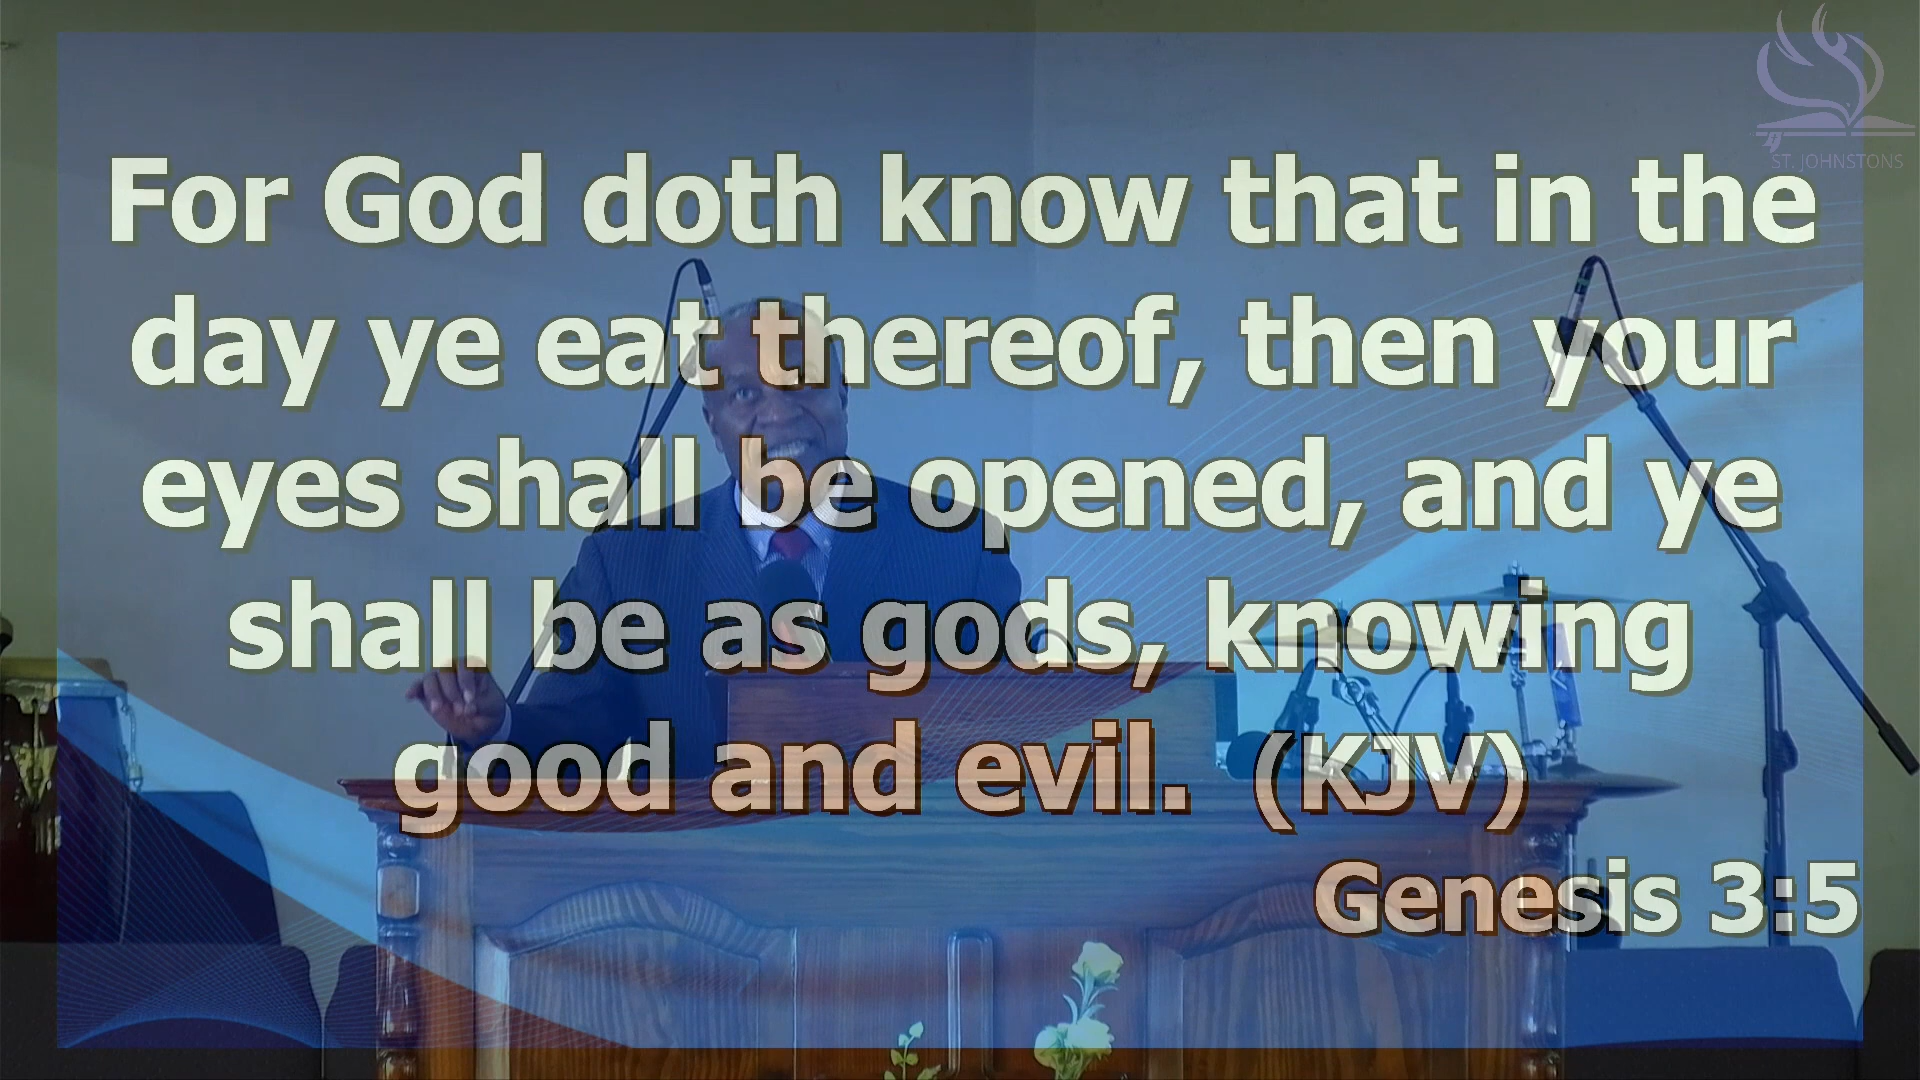 ST. JOHNSTONS
For God doth know that in the
day ye eat thereof, then your
eyes shall be opened, and ye
shall be as gods, knowing
good and evil. (KJV)
Genesis 3:5